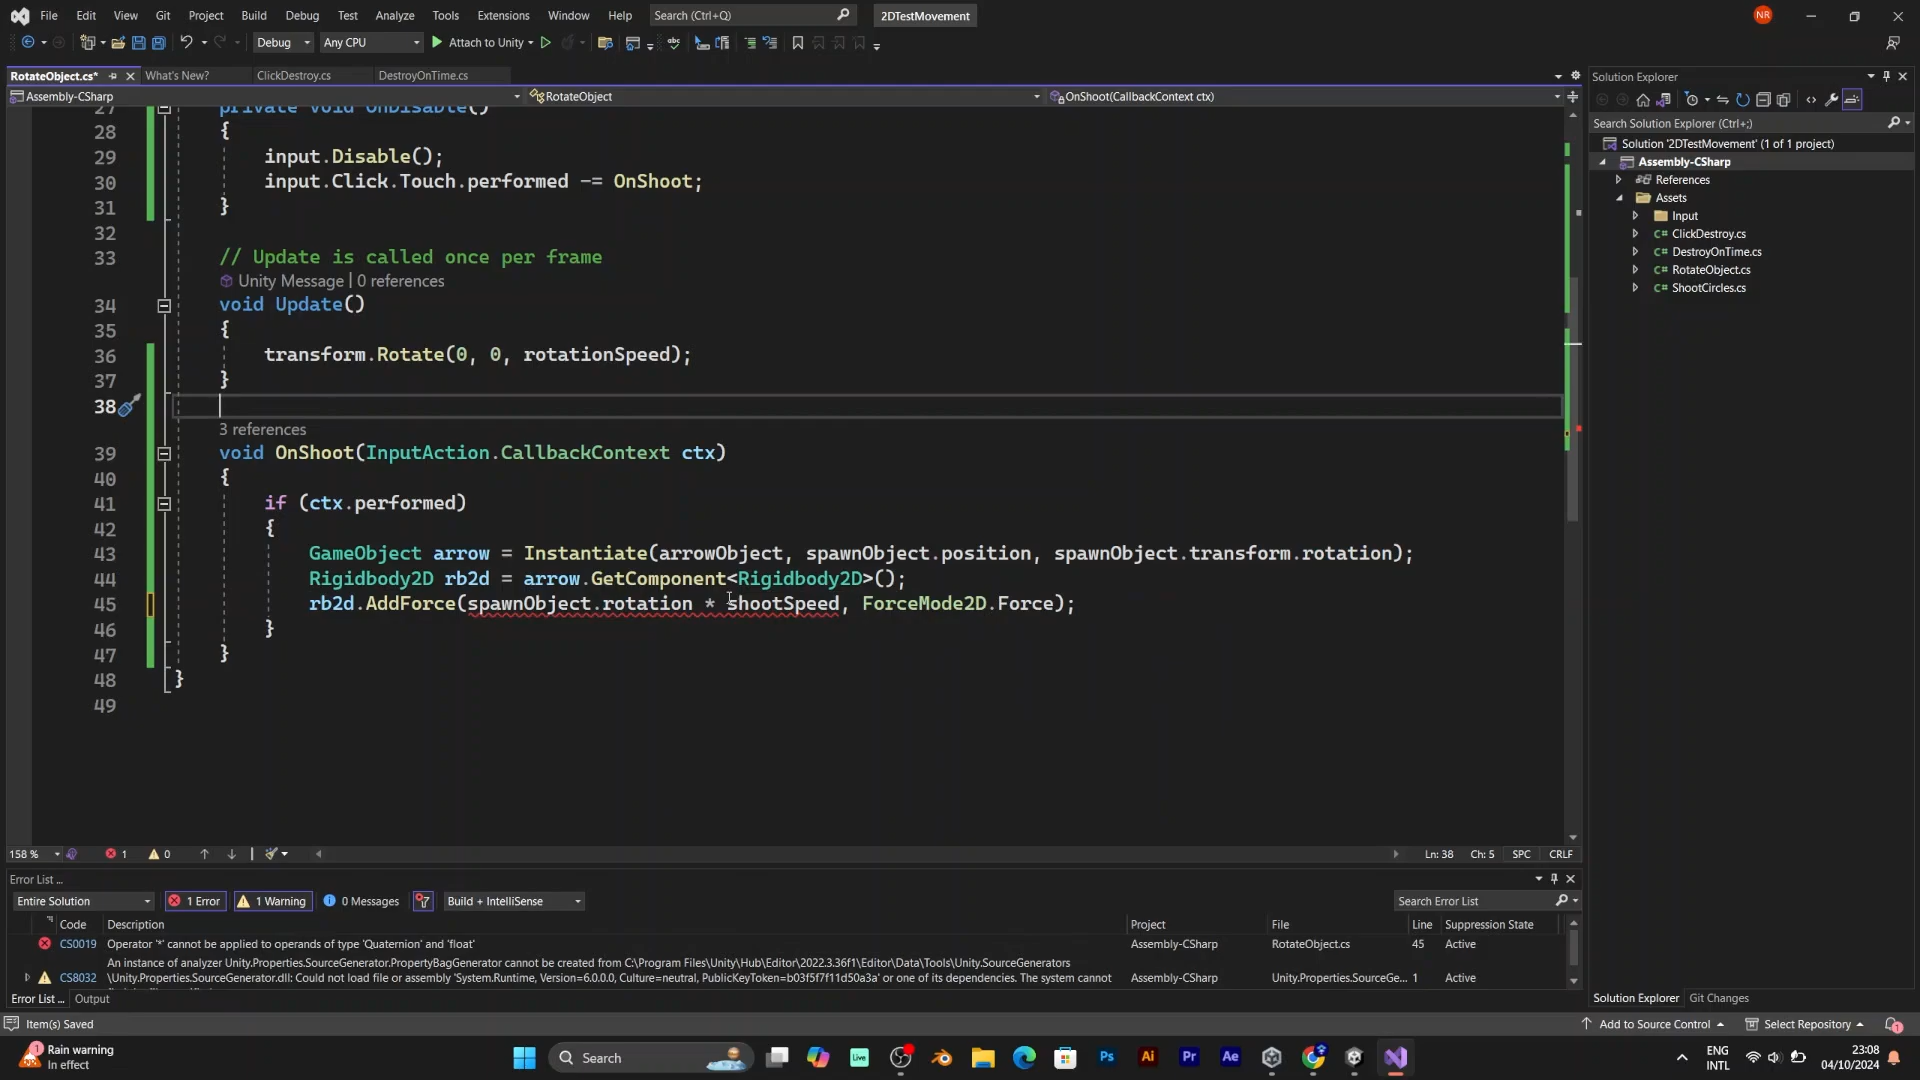 File Edit View Git Project Build Debug Test Analyze Tools Extensions Window Help Search (Ctrl+Q) 2DTestMovement NR
Debug Any CPU Attach to Unity
RotateObject.cs* What's New? ClickDestroy.cs DestroyOnTime.cs
Assembly-CSharp RotateObject OnShoot(CallbackContext ctx)
27 private void OnDisable()
28 {
29 input.Disable();
30 input.Click.Touch.performed -= OnShoot;
31 }
32
33 // Update is called once per frame
Unity Message | 0 references
34 void Update()
35 {
36 transform.Rotate(0, 0, rotationSpeed);
37 }
38
3 references
39 void OnShoot(InputAction.CallbackContext ctx)
40 {
41 if (ctx.performed)
42 {
43 GameObject arrow = Instantiate(arrowObject, spawnObject.position, spawnObject.transform.rotation);
44 Rigidbody2D rb2d = arrow.GetComponent<Rigidbody2D>();
45 rb2d.AddForce(spawnObject.rotation * shootSpeed, ForceMode2D.Force);
46 }
47 }
48 }
49
158 % 1 0 Ln: 38 Ch: 5 SPC CRLF
Error List ...
Entire Solution 1 Error 1 Warning 0 Messages Build + IntelliSense Search Error List
Code Description Project File Line Suppression State
CS0019 Operator '*' cannot be applied to operands of type 'Quaternion' and 'float' Assembly-CSharp RotateObject.cs 45 Active
An instance of analyzer Unity.Properties.SourceGenerator.PropertyBagGenerator cannot be created from C:\Program Files\Unity\Hub\Editor\2022.3.36f1\Editor\Data\Tools\Unity.SourceGenerators
CS8032 \Unity.Properties.SourceGenerator.dll: Could not load file or assembly 'System.Runtime, Version=6.0.0.0, Culture=neutral, PublicKeyToken=b03f5f7f11d50a3a' or one of its dependencies. The system cannot Assembly-CSharp Unity.Properties.SourceGe... 1 Active
Error List ... Output
Solution Explorer
Search Solution Explorer (Ctrl+;)
Solution '2DTestMovement' (1 of 1 project)
Assembly-CSharp
References
Assets
Input
C# ClickDestroy.cs
C# DestroyOnTime.cs
C# RotateObject.cs
C# ShootCircles.cs
Solution Explorer Git Changes
Item(s) Saved Add to Source Control Select Repository 1
1 Rain warning
In effect
Search Live Ps Ai Pr Ae
ENG
INTL
23:08
04/10/2024